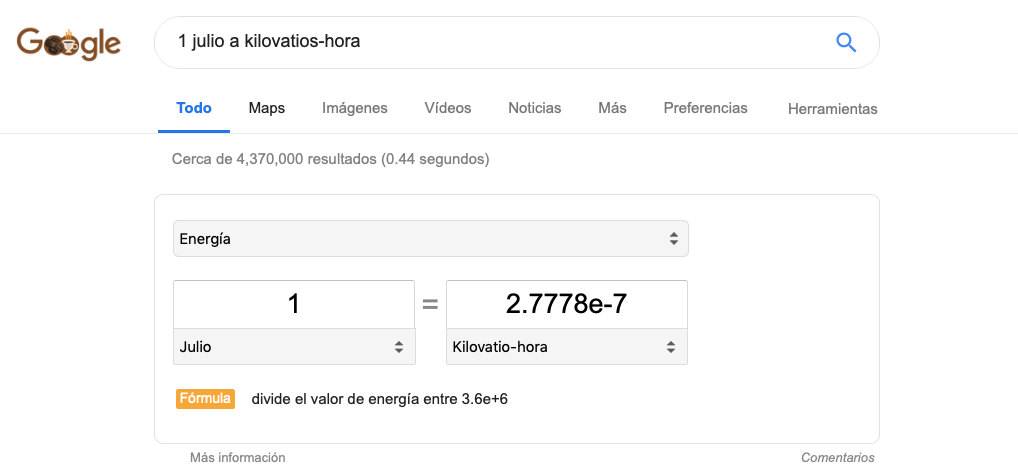 Google
1 julio a kilovatios-hora
Todo Maps Imágenes Vídeos Noticias Más Preferencias Herramientas
Cerca de 4,370,000 resultados (0.44 segundos)
Energía
1 = 2.7778e-7
Julio Kilovatio-hora
Fórmula divide el valor de energía entre 3.6e+6
Más información Comentarios